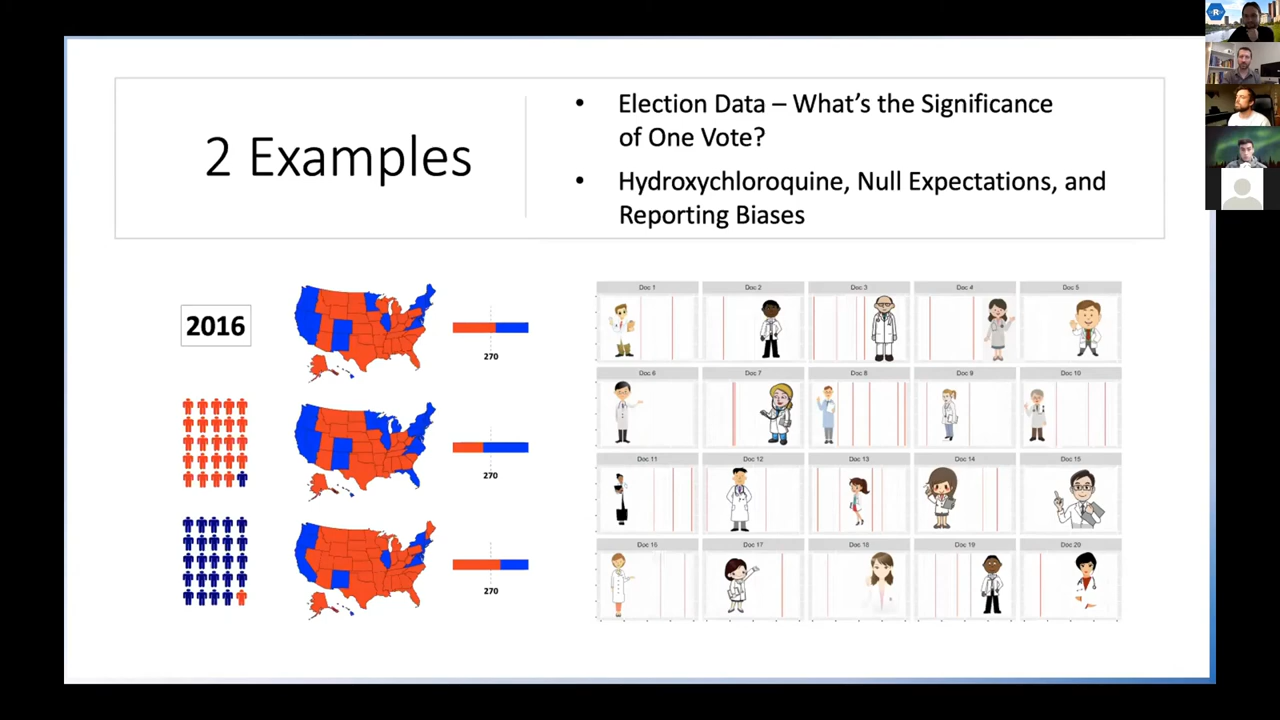 2 Examples
• Election Data – What's the Significance
of One Vote?
• Hydroxychloroquine, Null Expectations, and
Reporting Biases
2016
270
270
270
Doc 1 Doc 2 Doc 3 Doc 4 Doc 5
Doc 6 Doc 7 Doc 8 Doc 9 Doc 10
Doc 11 Doc 12 Doc 13 Doc 14 Doc 15
Doc 16 Doc 17 Doc 18 Doc 19 Doc 20
R